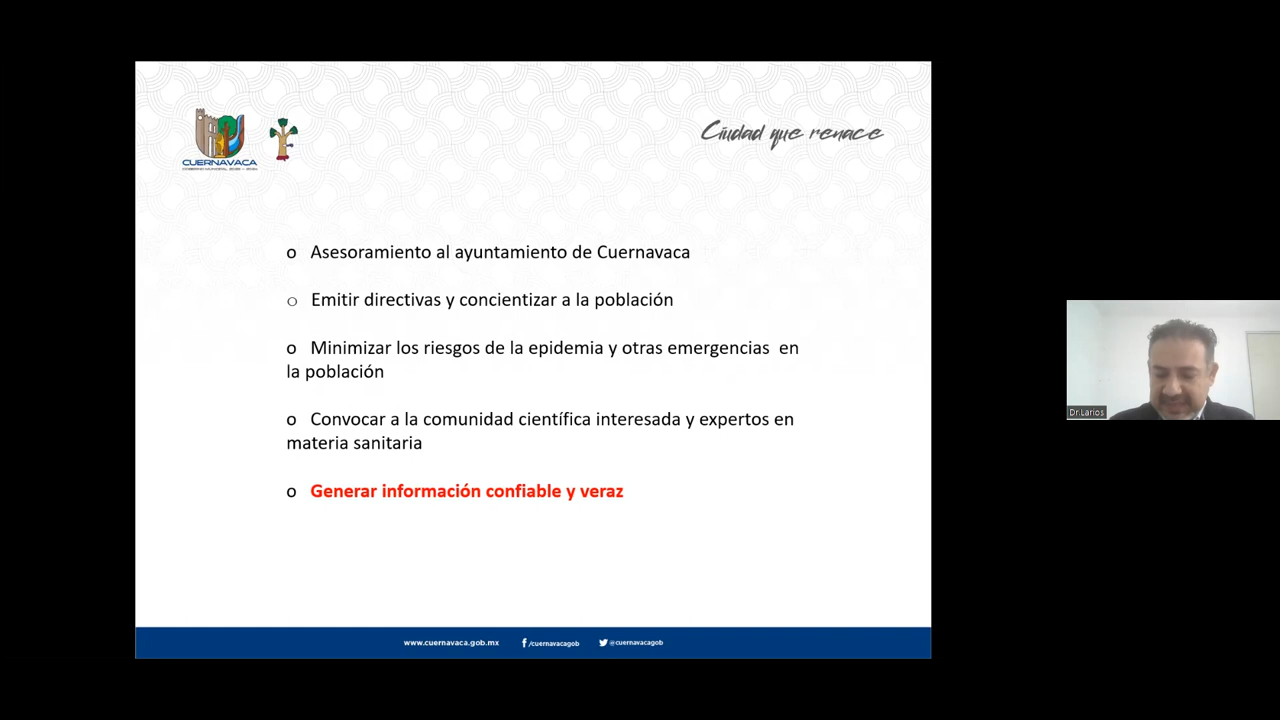 CUERNAVACA
Ciudad que renace
o Asesoramiento al ayuntamiento de Cuernavaca
o Emitir directivas y concientizar a la población
o Minimizar los riesgos de la epidemia y otras emergencias en
la población
o Convocar a la comunidad científica interesada y expertos en
materia sanitaria
o Generar información confiable y veraz
Dr.Larios
www.cuernavaca.gob.mx /cuernavacagob @cuernavacagob